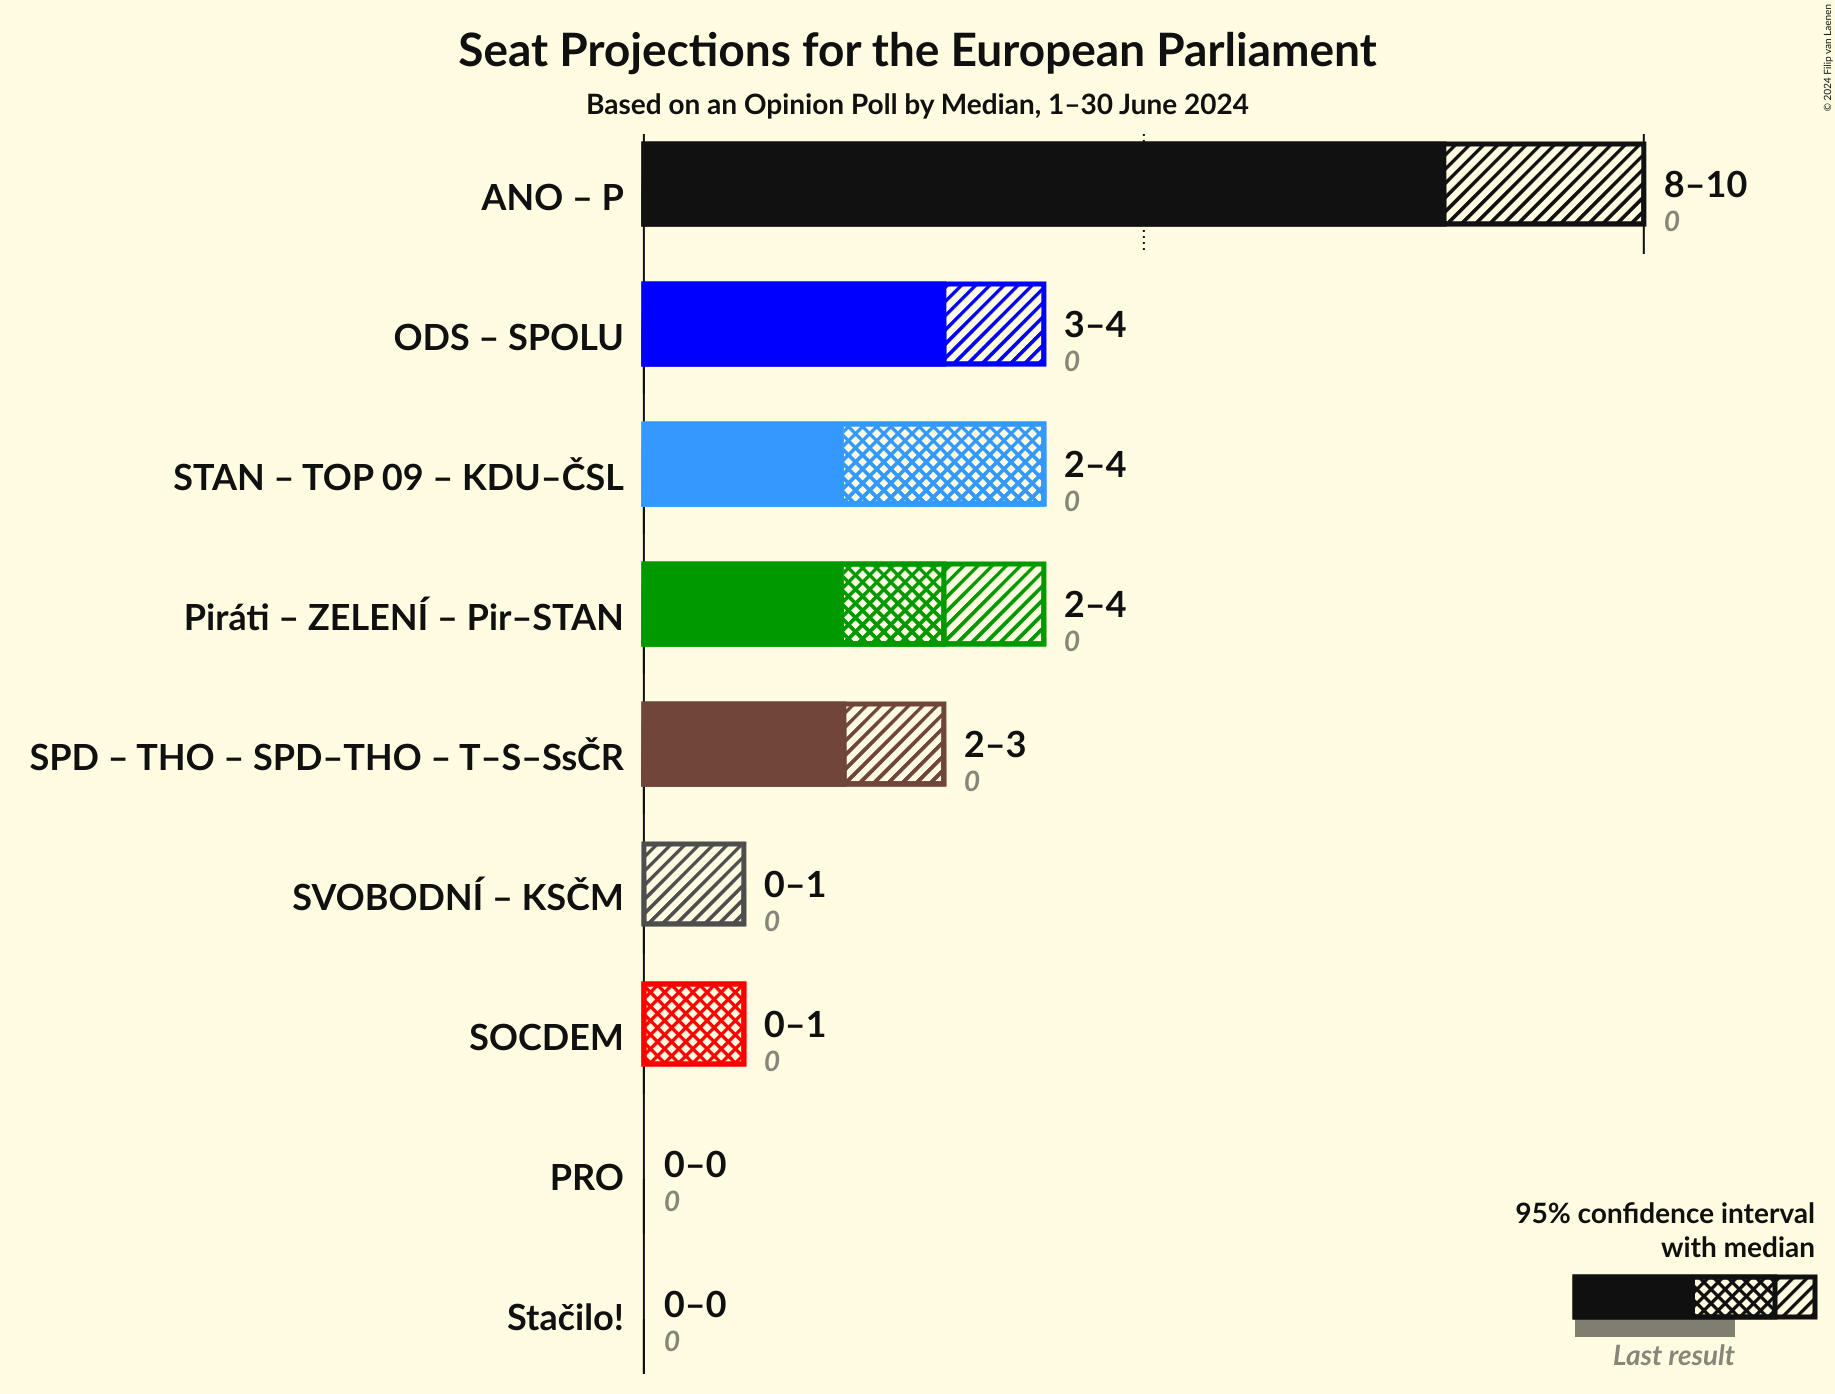 Seat Projections for the European Parliament
Based on an Opinion Poll by Median, 1–30 June 2024
© 2024 Filip van Laenen
ANO – P
8–10
0
ODS – SPOLU
3–4
0
STAN – TOP 09 – KDU–ČSL
2–4
0
Piráti – ZELENÍ – Pir–STAN
2–4
0
SPD – THO – SPD–THO – T–S–SsČR
2–3
0
SVOBODNÍ – KSČM
0–1
0
SOCDEM
0–1
0
PRO
0–0
0
Stačilo!
0–0
0
95% confidence interval
with median
Last result